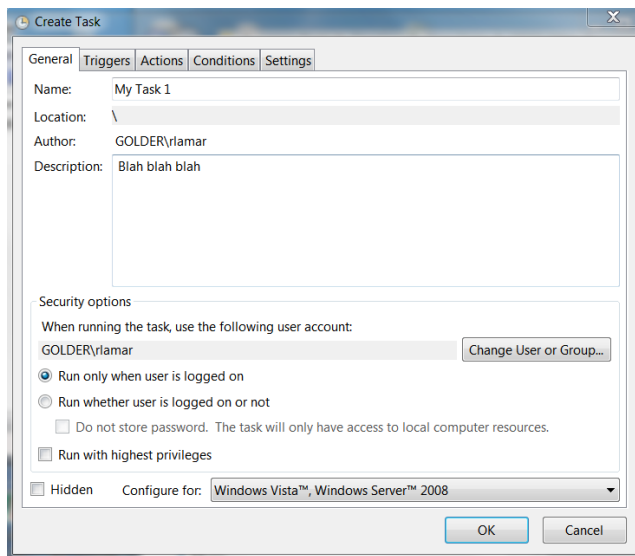 Create Task
General Triggers Actions Conditions Settings
Name: My Task 1
Location: \
Author: GOLDER\rlamar
Description: Blah blah blah
Security options
When running the task, use the following user account:
GOLDER\rlamar Change User or Group...
Run only when user is logged on
Run whether user is logged on or not
Do not store password. The task will only have access to local computer resources.
Run with highest privileges
Hidden Configure for: Windows Vista™, Windows Server™ 2008
OK Cancel